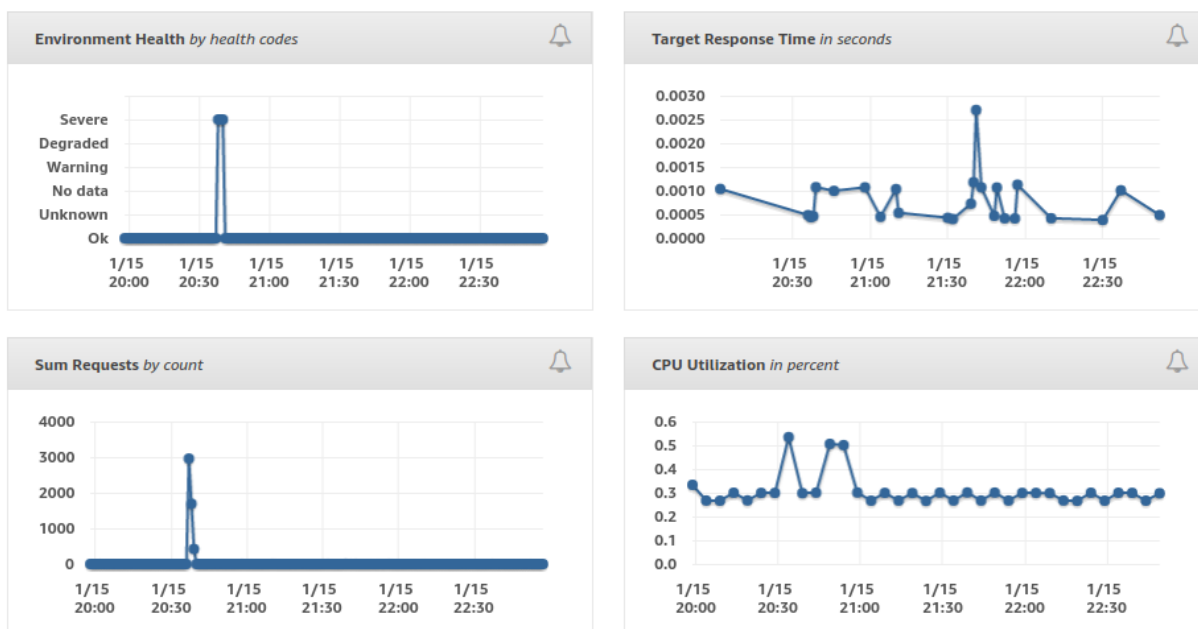 Environment Health by health codes
Severe
Degraded
Warning
No data
Unknown
Ok
1/15 1/15 1/15 1/15 1/15 1/15
20:00 20:30 21:00 21:30 22:00 22:30
Target Response Time in seconds
0.0030
0.0025
0.0020
0.0015
0.0010
0.0005
0.0000
1/15 1/15 1/15 1/15 1/15
20:30 21:00 21:30 22:00 22:30
Sum Requests by count
4000
3000
2000
1000
0
1/15 1/15 1/15 1/15 1/15 1/15
20:00 20:30 21:00 21:30 22:00 22:30
CPU Utilization in percent
0.6
0.5
0.4
0.3
0.2
0.1
0.0
1/15 1/15 1/15 1/15 1/15 1/15
20:00 20:30 21:00 21:30 22:00 22:30